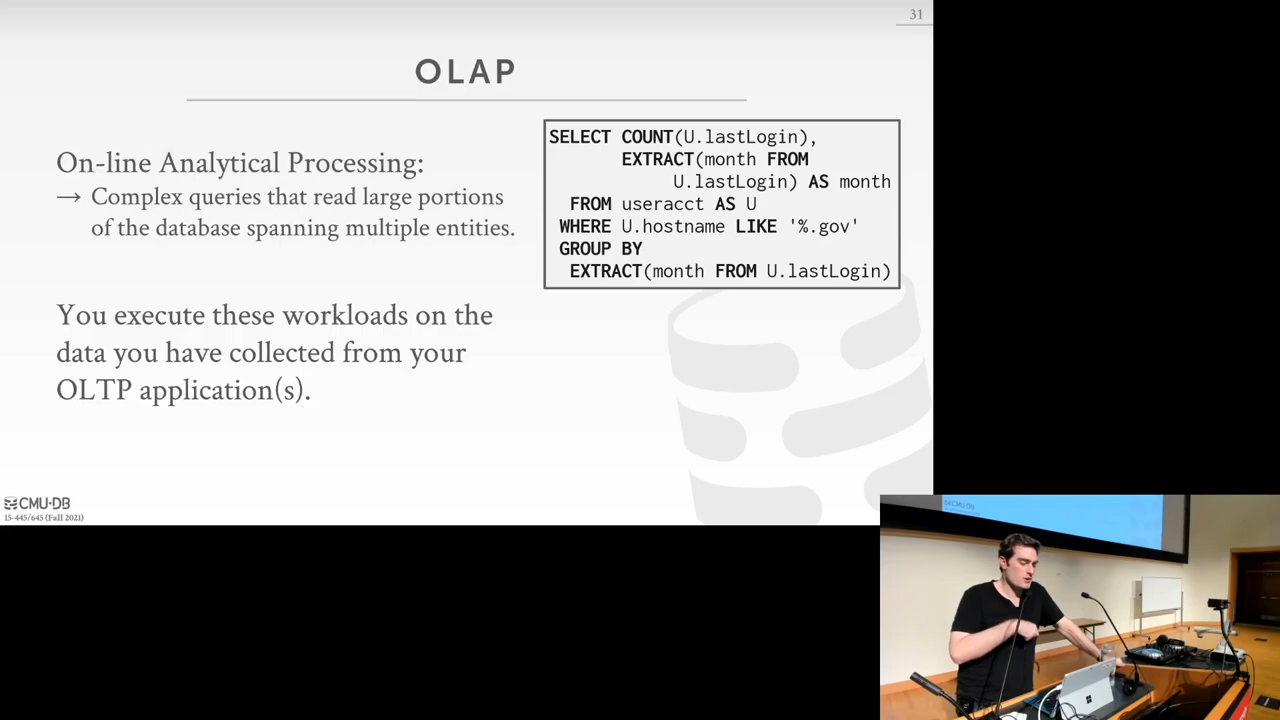 31
OLAP
On-line Analytical Processing:
→ Complex queries that read large portions
of the database spanning multiple entities.
You execute these workloads on the
data you have collected from your
OLTP application(s).
SELECT COUNT(U.lastLogin),
EXTRACT(month FROM
U.lastLogin) AS month
FROM useracct AS U
WHERE U.hostname LIKE '%.gov'
GROUP BY
EXTRACT(month FROM U.lastLogin)
CMU·DB
15-445/645 (Fall 2021)
CMU·DB